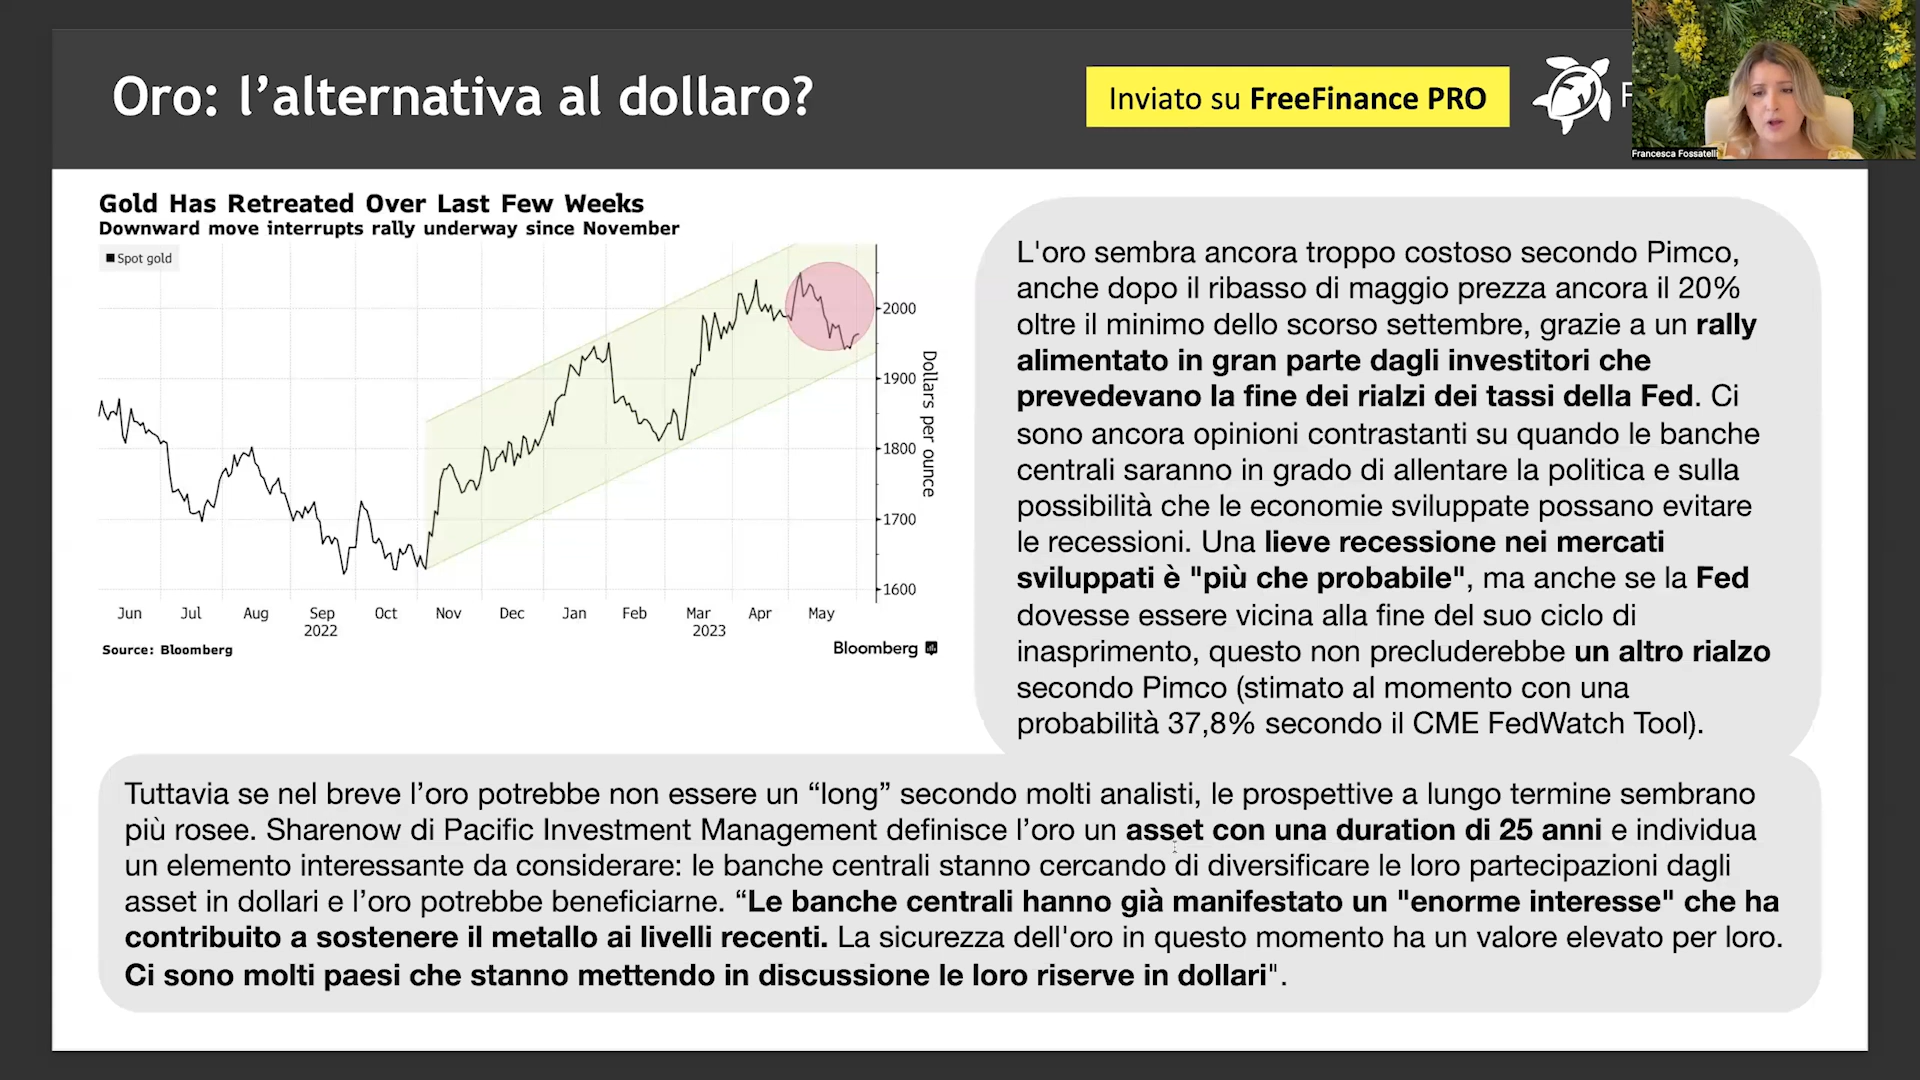 Oro: l’alternativa al dollaro?
Inviato su FreeFinance PRO
F
Francesca Fossatelli
Gold Has Retreated Over Last Few Weeks
Downward move interrupts rally underway since November
Spot gold
2000
1900
1800
1700
1600
Dollars per ounce
Jun Jul Aug Sep Oct Nov Dec Jan Feb Mar Apr May
2022 2023
Source: Bloomberg
Bloomberg
L'oro sembra ancora troppo costoso secondo Pimco,
anche dopo il ribasso di maggio prezza ancora il 20%
oltre il minimo dello scorso settembre, grazie a un rally
alimentato in gran parte dagli investitori che
prevedevano la fine dei rialzi dei tassi della Fed. Ci
sono ancora opinioni contrastanti su quando le banche
centrali saranno in grado di allentare la politica e sulla
possibilità che le economie sviluppate possano evitare
le recessioni. Una lieve recessione nei mercati
sviluppati è "più che probabile", ma anche se la Fed
dovesse essere vicina alla fine del suo ciclo di
inasprimento, questo non precluderebbe un altro rialzo
secondo Pimco (stimato al momento con una
probabilità 37,8% secondo il CME FedWatch Tool).
Tuttavia se nel breve l’oro potrebbe non essere un “long” secondo molti analisti, le prospettive a lungo termine sembrano
più rosee. Sharenow di Pacific Investment Management definisce l’oro un asset con una duration di 25 anni e individua
un elemento interessante da considerare: le banche centrali stanno cercando di diversificare le loro partecipazioni dagli
asset in dollari e l’oro potrebbe beneficiarne. “Le banche centrali hanno già manifestato un "enorme interesse" che ha
contribuito a sostenere il metallo ai livelli recenti. La sicurezza dell'oro in questo momento ha un valore elevato per loro.
Ci sono molti paesi che stanno mettendo in discussione le loro riserve in dollari".